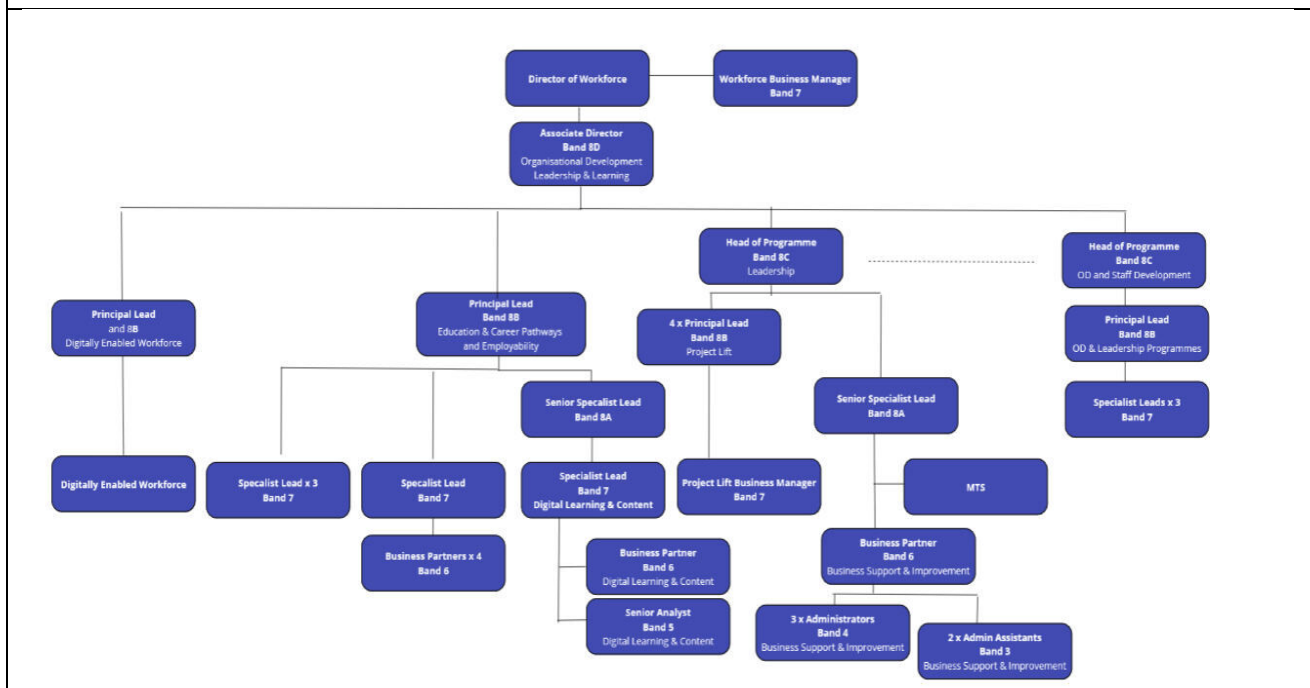 Director of Workforce
Workforce Business Manager
Band 7
Associate Director
Band 8D
Organisational Development
Leadership & Learning
Head of Programme
Band 8C
Leadership
Head of Programme
Band 8C
OD and Staff Development
Principal Lead
and 8B
Digitally Enabled Workforce
Principal Lead
Band 8B
Education & Career Pathways
and Employability
4 x Principal Lead
Band 8B
Project Lift
Principal Lead
Band 8B
OD & Leadership Programmes
Senior Specalist Lead
Band 8A
Senior Specialist Lead
Band 8A
Specialist Leads x 3
Band 7
Digitally Enabled Workforce
Specalist Lead x 3
Band 7
Specalist Lead
Band 7
Specialist Lead
Band 7
Digital Learning & Content
Project Lift Business Manager
Band 7
MTS
Business Partners x 4
Band 6
Business Partner
Band 6
Digital Learning & Content
Business Partner
Band 6
Business Support & Improvement
Senior Analyst
Band 5
Digital Learning & Content
3 x Administrators
Band 4
Business Support & Improvement
2 x Admin Assistants
Band 3
Business Support & Improvement